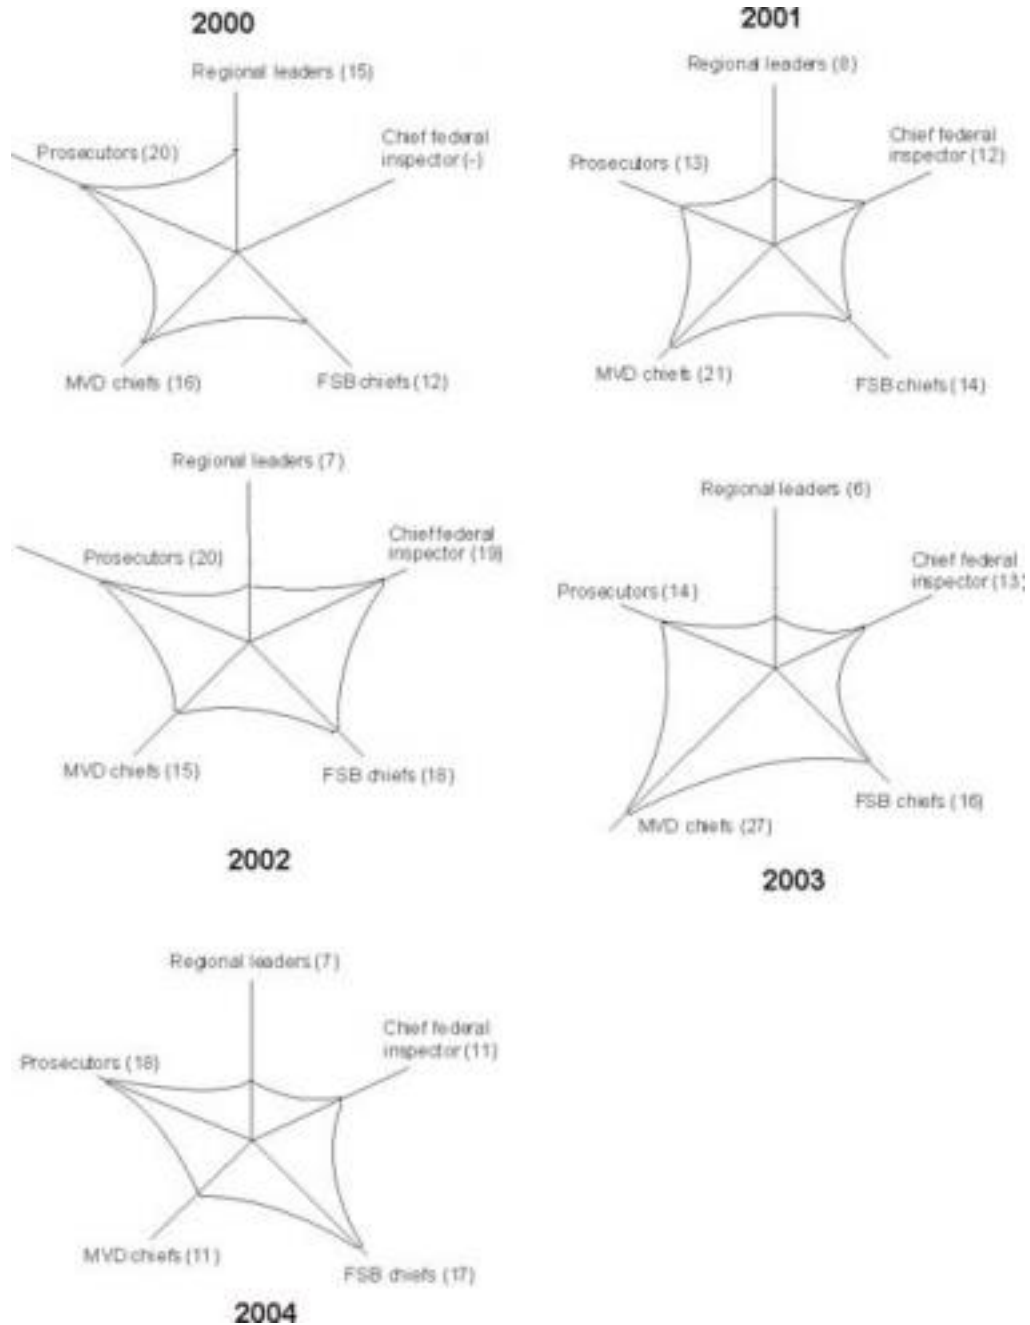 2000
Regional leaders (15)
Chief federal
inspector (-)
Prosecutors (20)
MVD chiefs (16)
FSB chiefs (12)
2001
Regional leaders (8)
Chief federal
inspector (12)
Prosecutors (13)
MVD chiefs (21)
FSB chiefs (14)
Regional leaders (7)
Chief federal
inspector (19)
Prosecutors (20)
MVD chiefs (15)
FSB chiefs (18)
2002
Regional leaders (6)
Chief federal
inspector (13)
Prosecutors (14)
FSB chiefs (16)
MVD chiefs (27)
2003
Regional leaders (7)
Chief federal
inspector (11)
Prosecutors (18)
MVD chiefs (11)
FSB chiefs (17)
2004